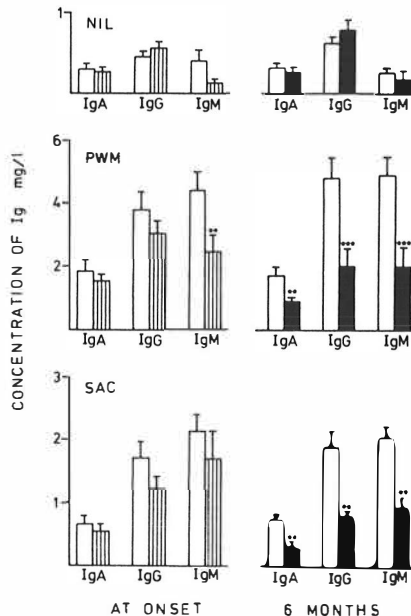 CONCENTRATION OF Ig mg/l
NIL
1
IgA IgG IgM IgA IgG IgM
PWM
6
4
2
•• •• ••• •••
IgA IgG IgM IgA IgG IgM
SAC
3
2
1
•• •• ••
IgA IgG IgM IgA IgG IgM
AT ONSET 6 MONTHS